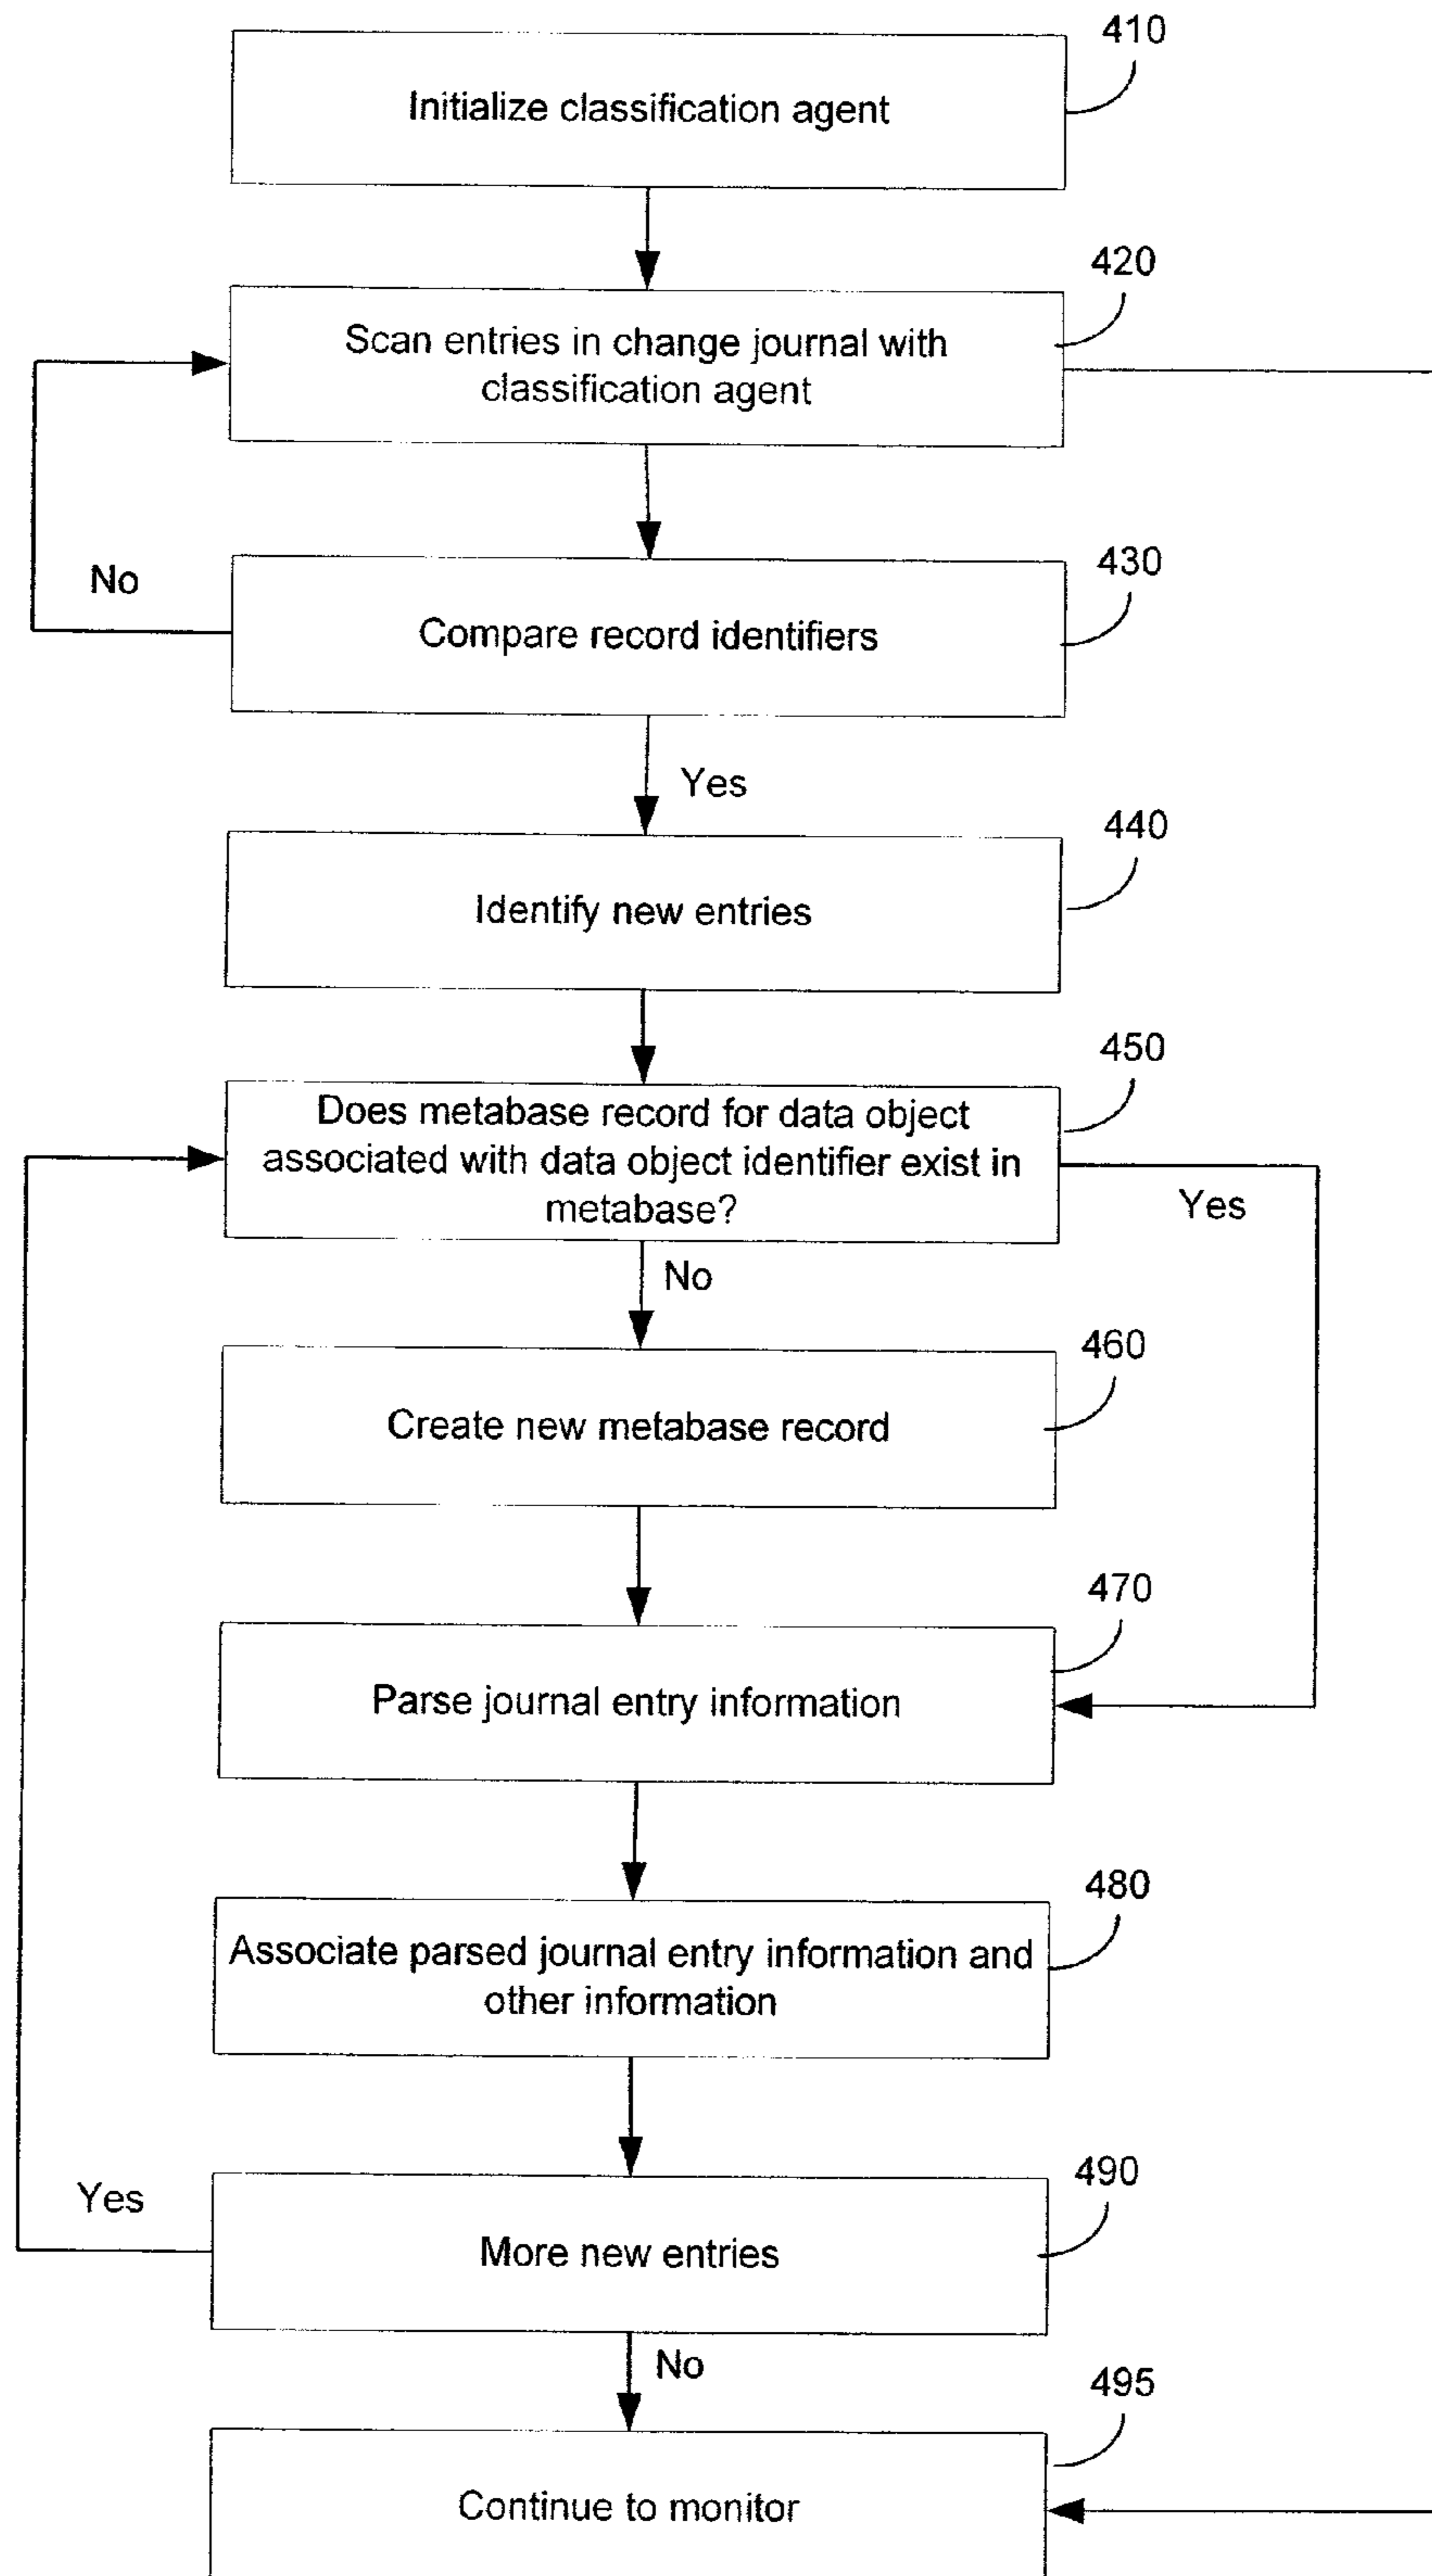 410
Initialize classification agent
420
Scan entries in change journal with
classification agent
430
No
Compare record identifiers
Yes
440
Identify new entries
450
Does metabase record for data object
associated with data object identifier exist in
metabase?
Yes
No
460
Create new metabase record
470
Parse journal entry information
480
Associate parsed journal entry information and
other information
490
Yes
More new entries
No
495
Continue to monitor